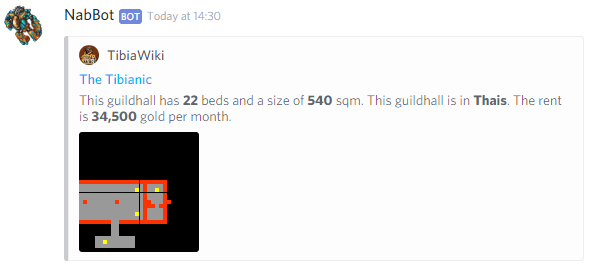 NabBot BOT Today at 14:30
TibiaWiki
The Tibianic
This guildhall has 22 beds and a size of 540 sqm. This guildhall is in Thais. The rent
is 34,500 gold per month.